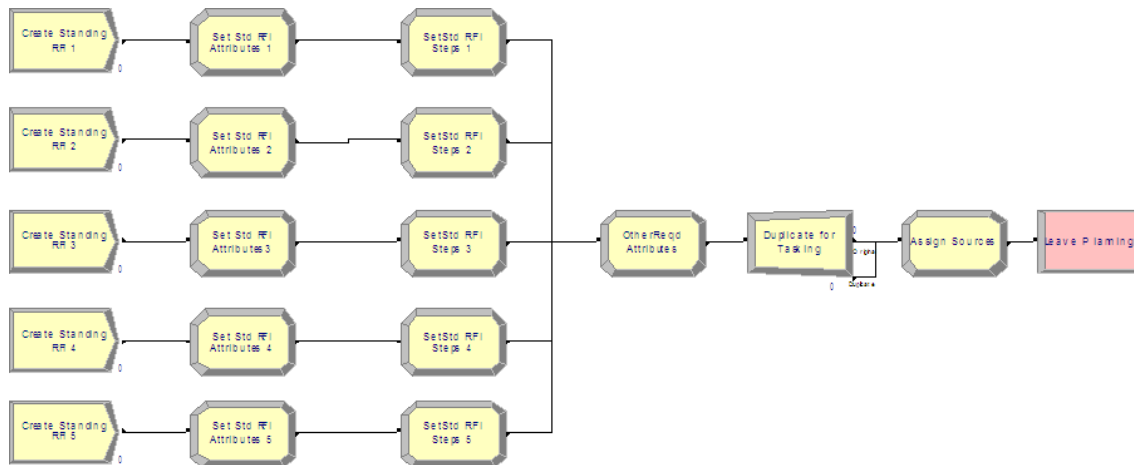 Create Standing
RFI 1
0
Set Std RFI
Attributes 1
SetStd RFI
Steps 1
Create Standing
RFI 2
0
Set Std RFI
Attributes 2
SetStd RFI
Steps 2
Create Standing
RFI 3
0
Set Std RFI
Attributes3
SetStd RFI
Steps 3
OtherReqd
Attributes
Duplicate for
Tasking
0
Original
0
Duplicate
Assign Sources
Leave Planning
Create Standing
RFI 4
0
Set Std RFI
Attributes 4
SetStd RFI
Steps 4
Create Standing
RFI 5
0
Set Std RFI
Attributes 5
SetStd RFI
Steps 5